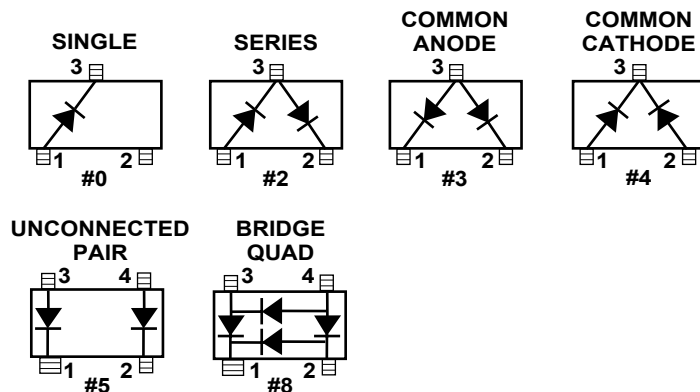 SINGLE
3
1 2
#0
SERIES
3
1 2
#2
COMMON
ANODE
3
1 2
#3
COMMON
CATHODE
3
1 2
#4
UNCONNECTED
PAIR
3 4
1 2
#5
BRIDGE
QUAD
3 4
1 2
#8